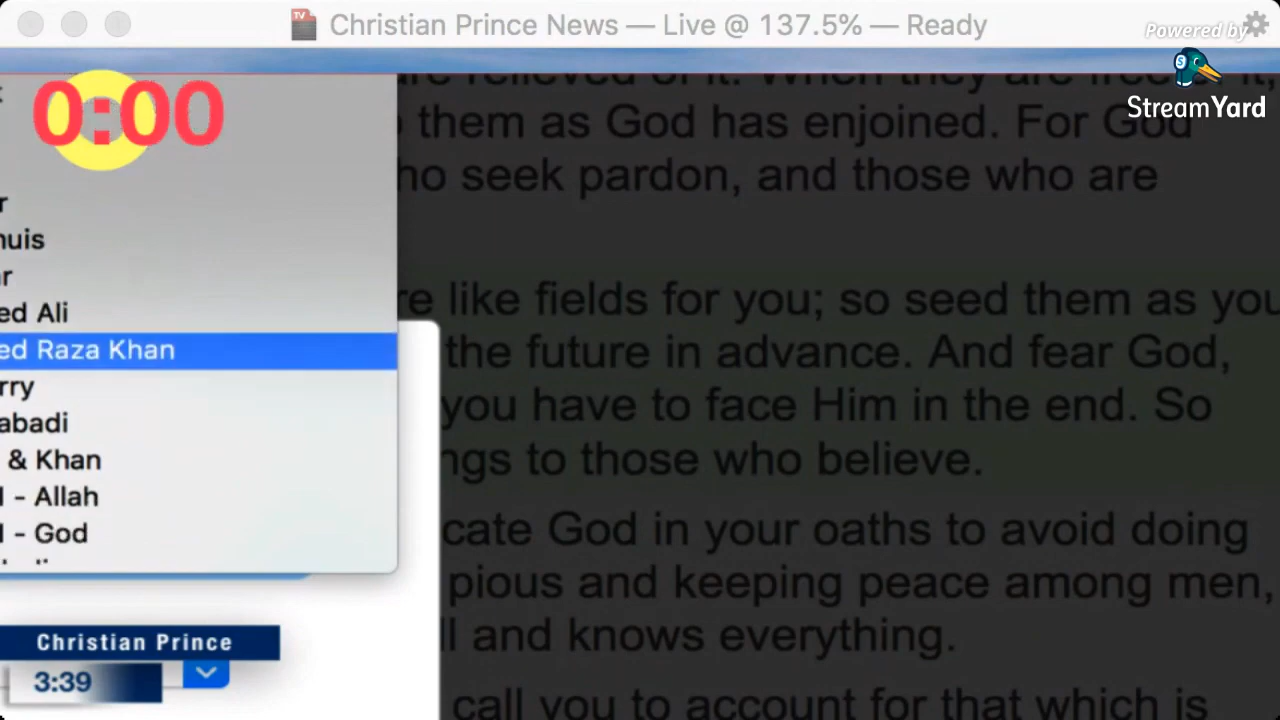 Christian Prince News — Live @ 137.5% — Ready
Powered by
StreamYard
0:00
them as God has enjoined. For God
ho seek pardon, and those who are
r
huis
ar
ed Ali
ed Raza Khan
rry
abadi
& Khan
l - Allah
l - God
re like fields for you; so seed them as you
the future in advance. And fear God,
you have to face Him in the end. So
ngs to those who believe.
cate God in your oaths to avoid doing
pious and keeping peace among men,
ll and knows everything.
call you to account for that which is
Christian Prince
3:39